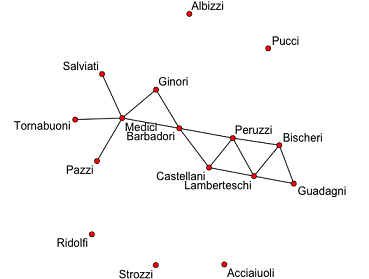 Albizzi
Pucci
Salviati
Ginori
Tornabuoni
Medici
Barbadori
Peruzzi
Bischeri
Pazzi
Castellani
Lamberteschi
Guadagni
Ridolfi
Strozzi
Acciaiuoli